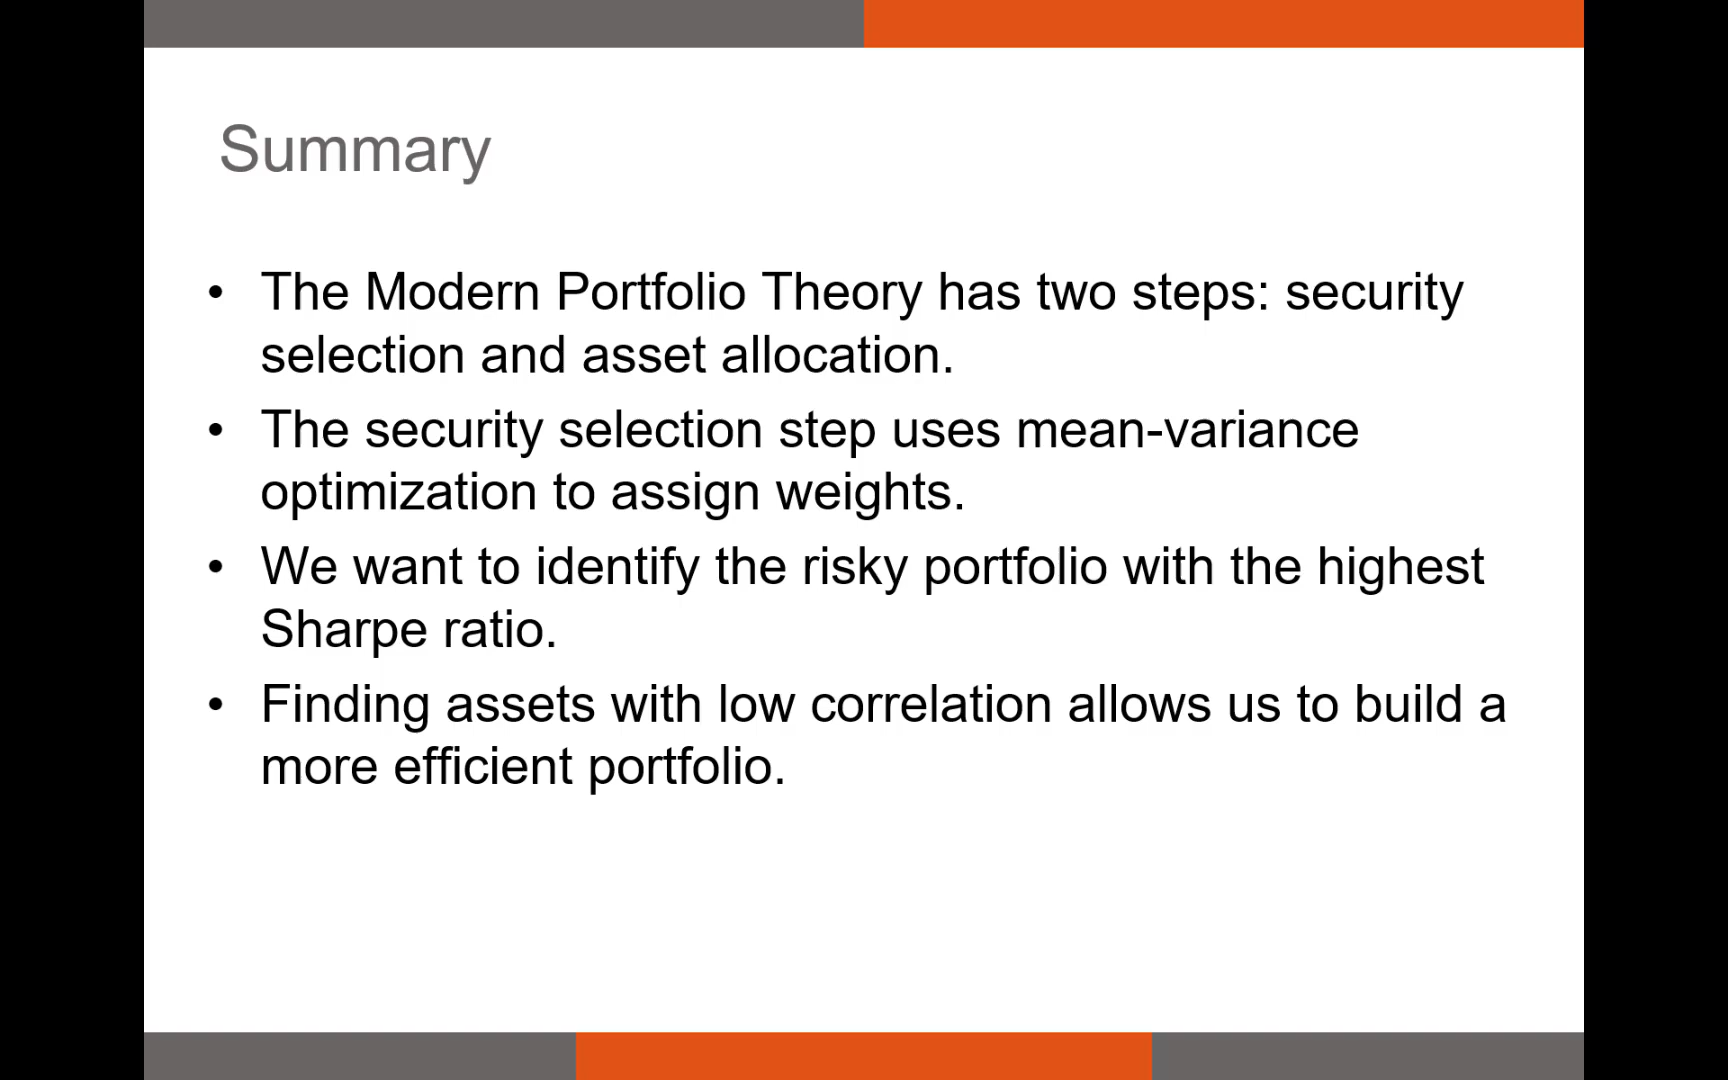 Summary
• The Modern Portfolio Theory has two steps: security
selection and asset allocation.
• The security selection step uses mean-variance
optimization to assign weights.
• We want to identify the risky portfolio with the highest
Sharpe ratio.
• Finding assets with low correlation allows us to build a
more efficient portfolio.